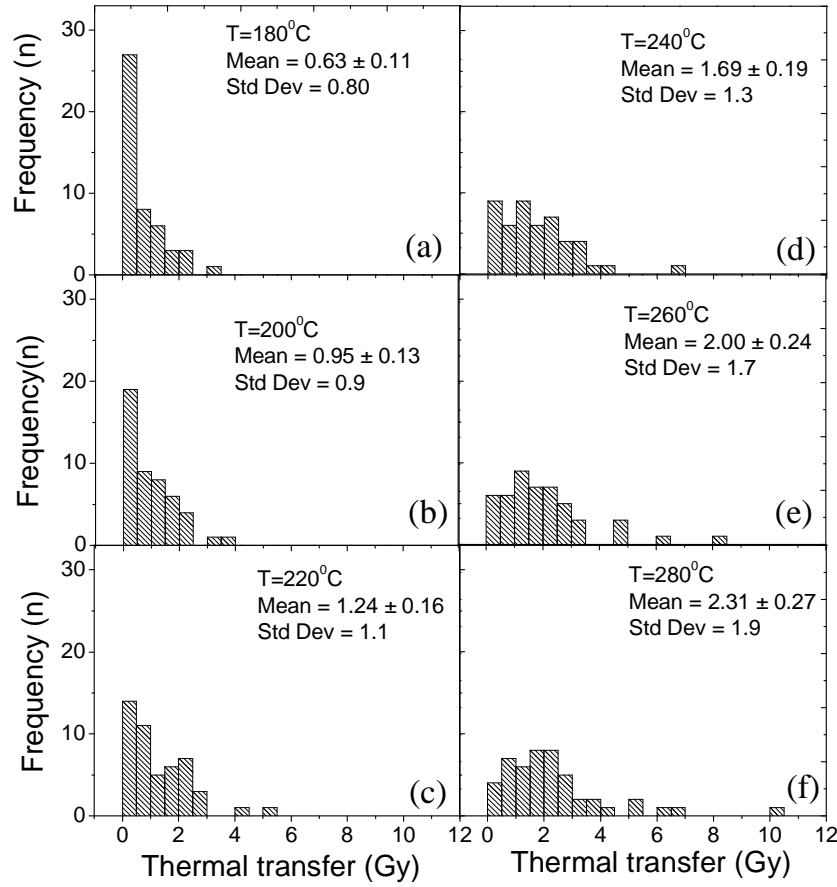 30
20
10
0
Frequency (n)
T=180⁰C
Mean = 0.63 ± 0.11
Std Dev = 0.80
(a)
T=240⁰C
Mean = 1.69 ± 0.19
Std Dev = 1.3
(d)
30
20
10
0
Frequency(n)
T=200⁰C
Mean = 0.95 ± 0.13
Std Dev = 0.9
(b)
T=260⁰C
Mean = 2.00 ± 0.24
Std Dev = 1.7
(e)
30
20
10
0
Frequency (n)
T=220⁰C
Mean = 1.24 ± 0.16
Std Dev = 1.1
(c)
T=280⁰C
Mean = 2.31 ± 0.27
Std Dev = 1.9
(f)
0 2 4 6 8 10 12
0 2 4 6 8 10 12
Thermal transfer (Gy)
Thermal transfer (Gy)